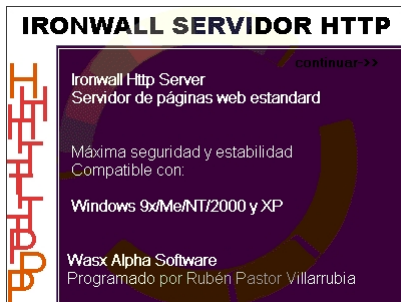 IRONWALL SERVIDOR HTTP
continuar->>
Ironwall Http Server
Servidor de páginas web estandard
Máxima seguridad y estabilidad
Compatible con:
Windows 9x/Me/NT/2000 y XP
Wasx Alpha Software
Programado por Rubén Pastor Villarrubia